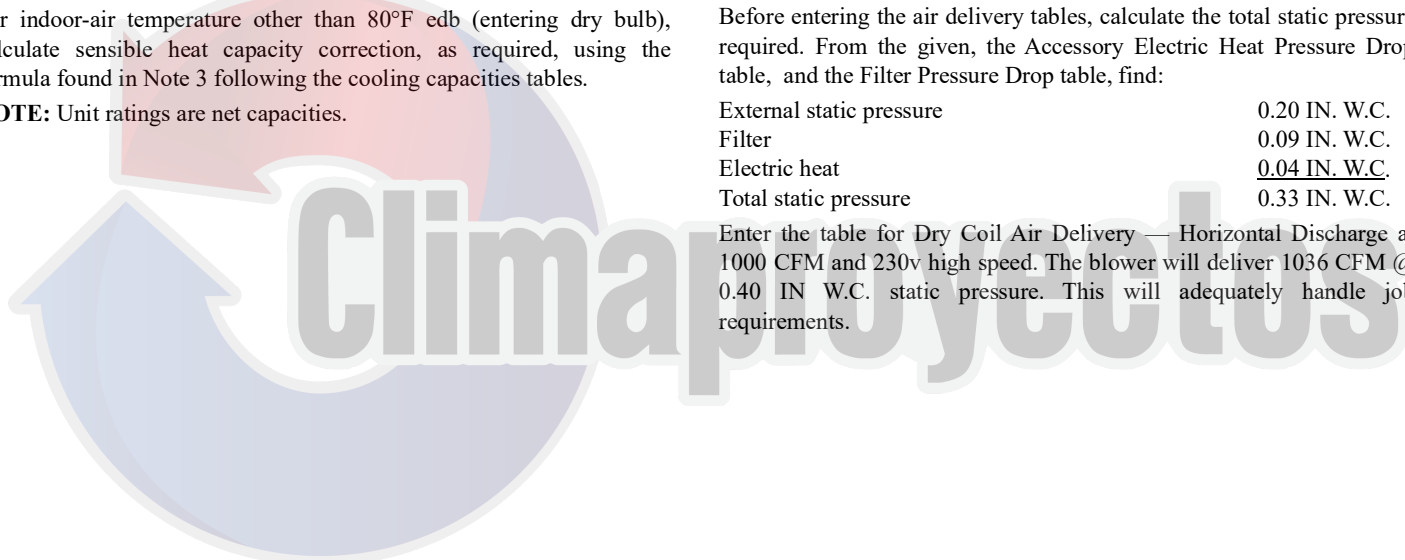 r indoor-air temperature other than 80°F edb (entering dry bulb),
lculate sensible heat capacity correction, as required, using the
rmula found in Note 3 following the cooling capacities tables.
OTE: Unit ratings are net capacities.
Before entering the air delivery tables, calculate the total static pressur
required. From the given, the Accessory Electric Heat Pressure Drop
table, and the Filter Pressure Drop table, find:
External static pressure 0.20 IN. W.C.
Filter 0.09 IN. W.C.
Electric heat 0.04 IN. W.C.
Total static pressure 0.33 IN. W.C.
Enter the table for Dry Coil Air Delivery — Horizontal Discharge a
1000 CFM and 230v high speed. The blower will deliver 1036 CFM @
0.40 IN W.C. static pressure. This will adequately handle job
requirements.
Climaproyectos